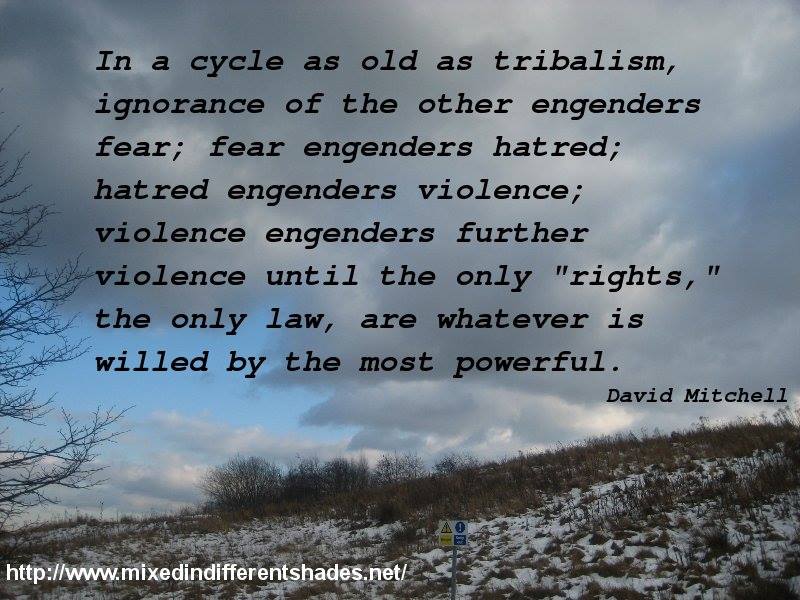 In a cycle as old as tribalism,
ignorance of the other engenders
fear; fear engenders hatred;
hatred engenders violence;
violence engenders further
violence until the only "rights,"
the only law, are whatever is
willed by the most powerful.
David Mitchell
http://www.mixedindifferentshades.net/